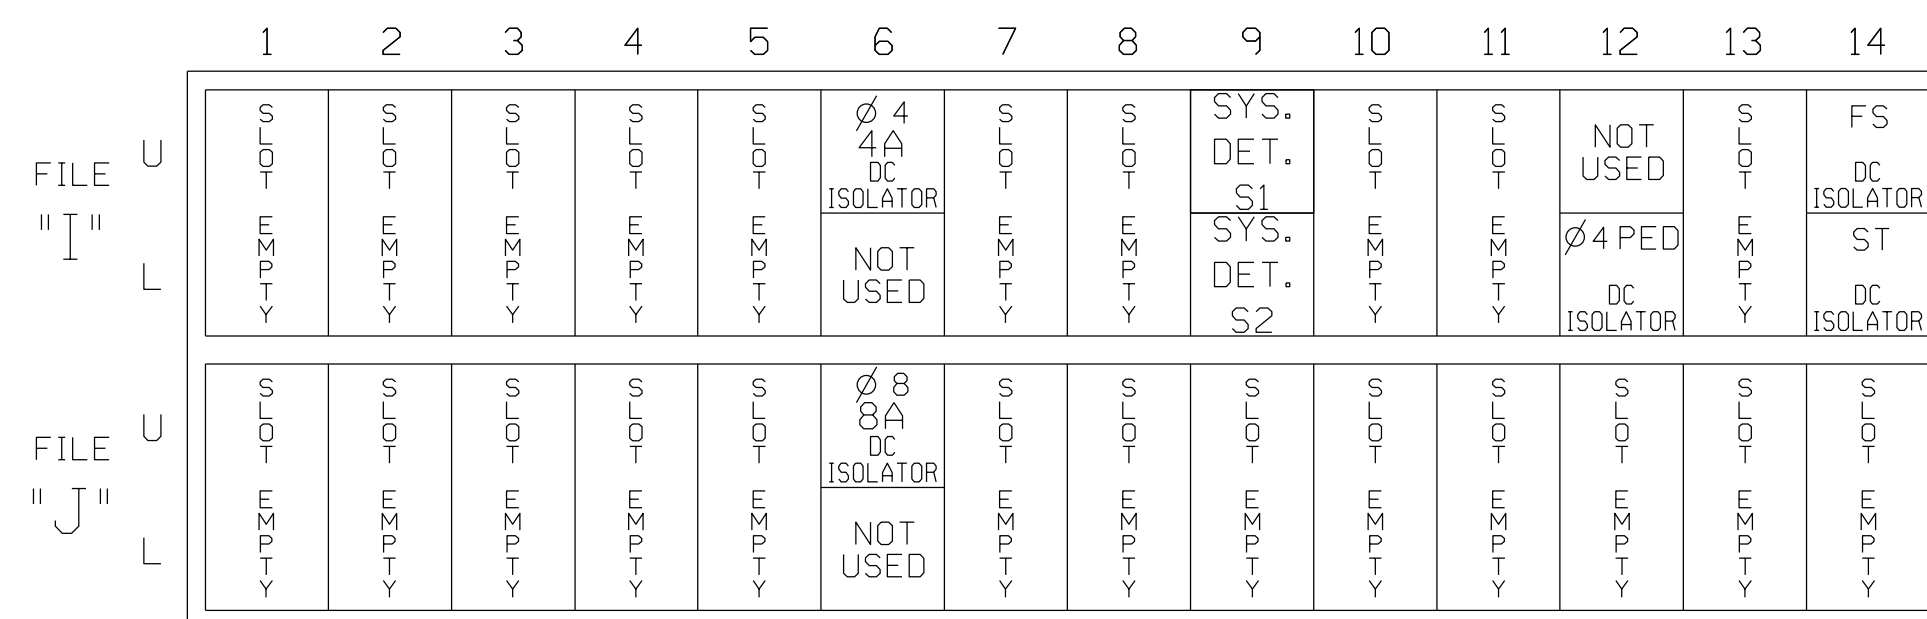 1 2 3 4 5 6 7 8 9 10 11 12 13 14
FILE
"I"
U
L
SLOT EMPTY
SLOT EMPTY
SLOT EMPTY
SLOT EMPTY
SLOT EMPTY
Ø 4
4A
DC
ISOLATOR
NOT
USED
SLOT EMPTY
SLOT EMPTY
SYS.
DET.
S1
SYS.
DET.
S2
SLOT EMPTY
SLOT EMPTY
NOT
USED
Ø4 PED
DC
ISOLATOR
SLOT EMPTY
FS
DC
ISOLATOR
ST
DC
ISOLATOR
FILE
"J"
U
L
SLOT EMPTY
SLOT EMPTY
SLOT EMPTY
SLOT EMPTY
SLOT EMPTY
Ø 8
8A
DC
ISOLATOR
NOT
USED
SLOT EMPTY
SLOT EMPTY
SLOT EMPTY
SLOT EMPTY
SLOT EMPTY
SLOT EMPTY
SLOT EMPTY
SLOT EMPTY